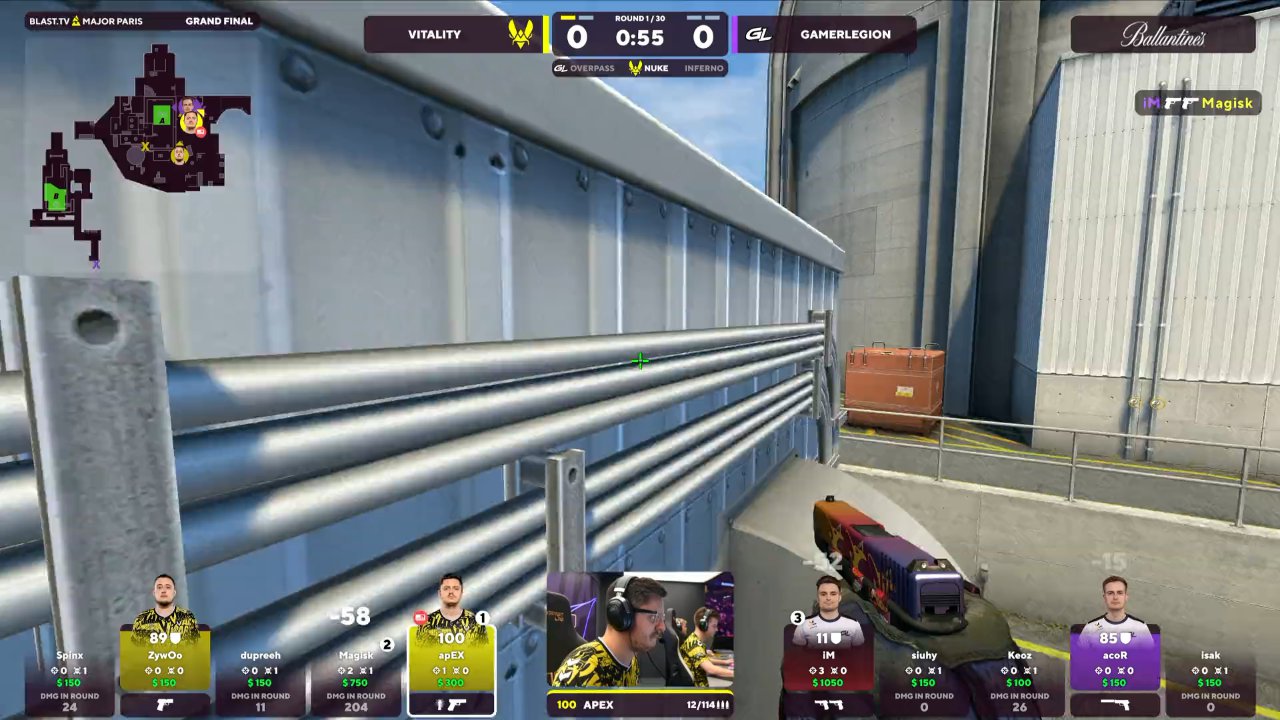 BLAST.TV MAJOR PARIS GRAND FINAL
VITALITY
0
ROUND 1 / 30
0:55
0
GL
GAMERLEGION
Ballantine's
GL OVERPASS NUKE INFERNO
iM Magisk
A
B
X
X
-58
-52
-15
2
1
3
89
100
11
85
Spinx
ZywOo
dupreeh
Magisk
apEX
iM
siuhy
Keoz
acoR
isak
0 1
0 0
0 1
2 1
1 0
3 0
0 1
0 1
0 0
0 1
$150
$150
$150
$750
$300
$1050
$150
$100
$150
$150
DMG IN ROUND
24
DMG IN ROUND
11
DMG IN ROUND
204
100 APEX 12/114
DMG IN ROUND
0
DMG IN ROUND
26
DMG IN ROUND
0